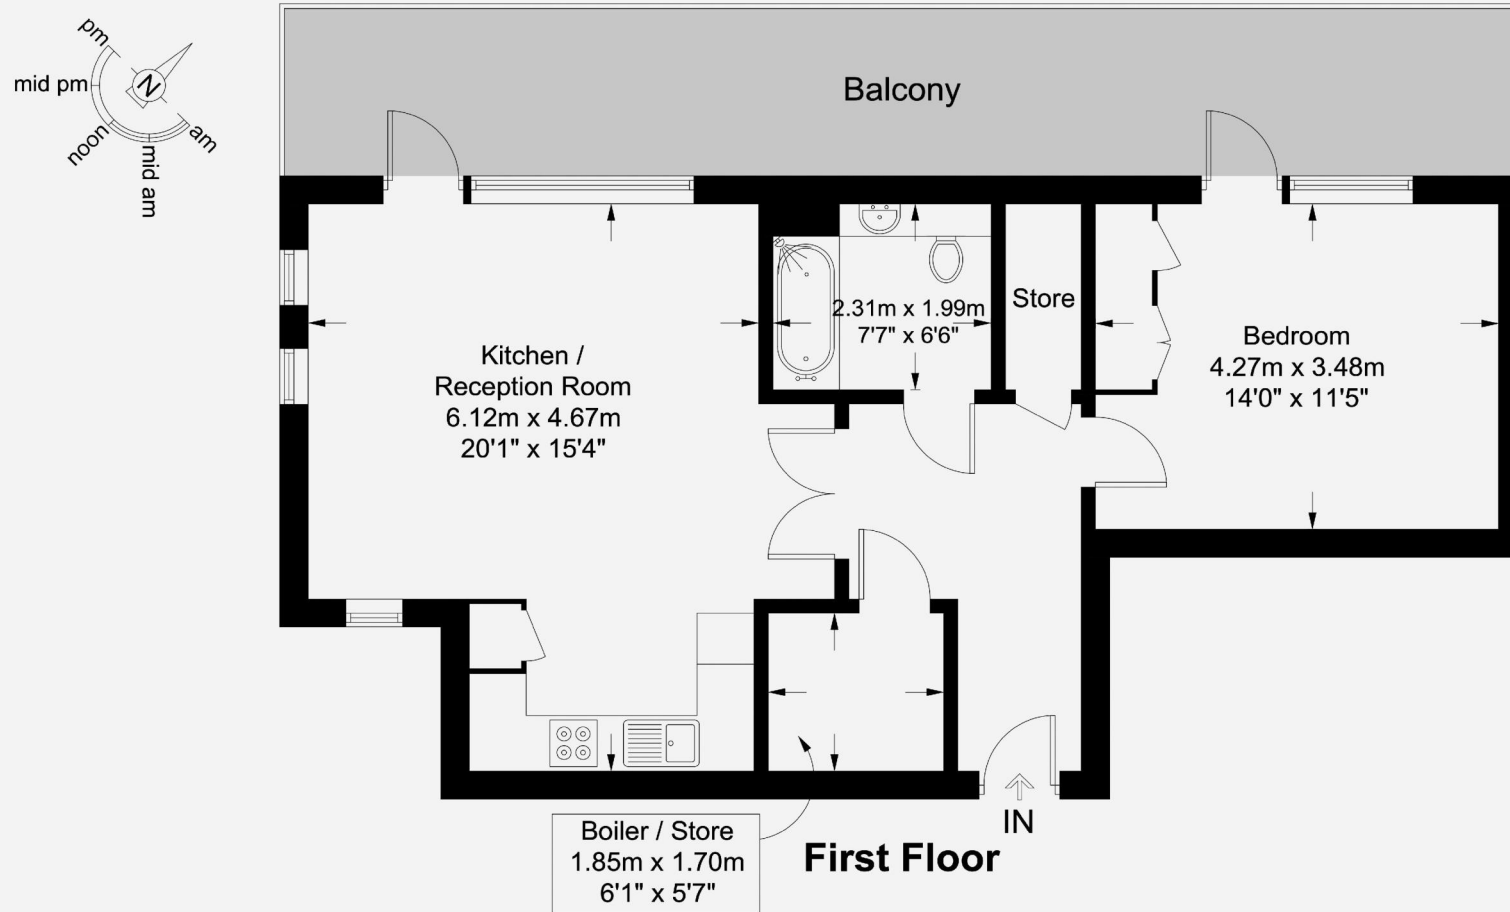 pm
mid pm
N
noon
mid am
am
Balcony
Kitchen /
Reception Room
6.12m x 4.67m
20'1" x 15'4"
2.31m x 1.99m
7'7" x 6'6"
Store
Bedroom
4.27m x 3.48m
14'0" x 11'5"
Boiler / Store
1.85m x 1.70m
6'1" x 5'7"
IN
First Floor